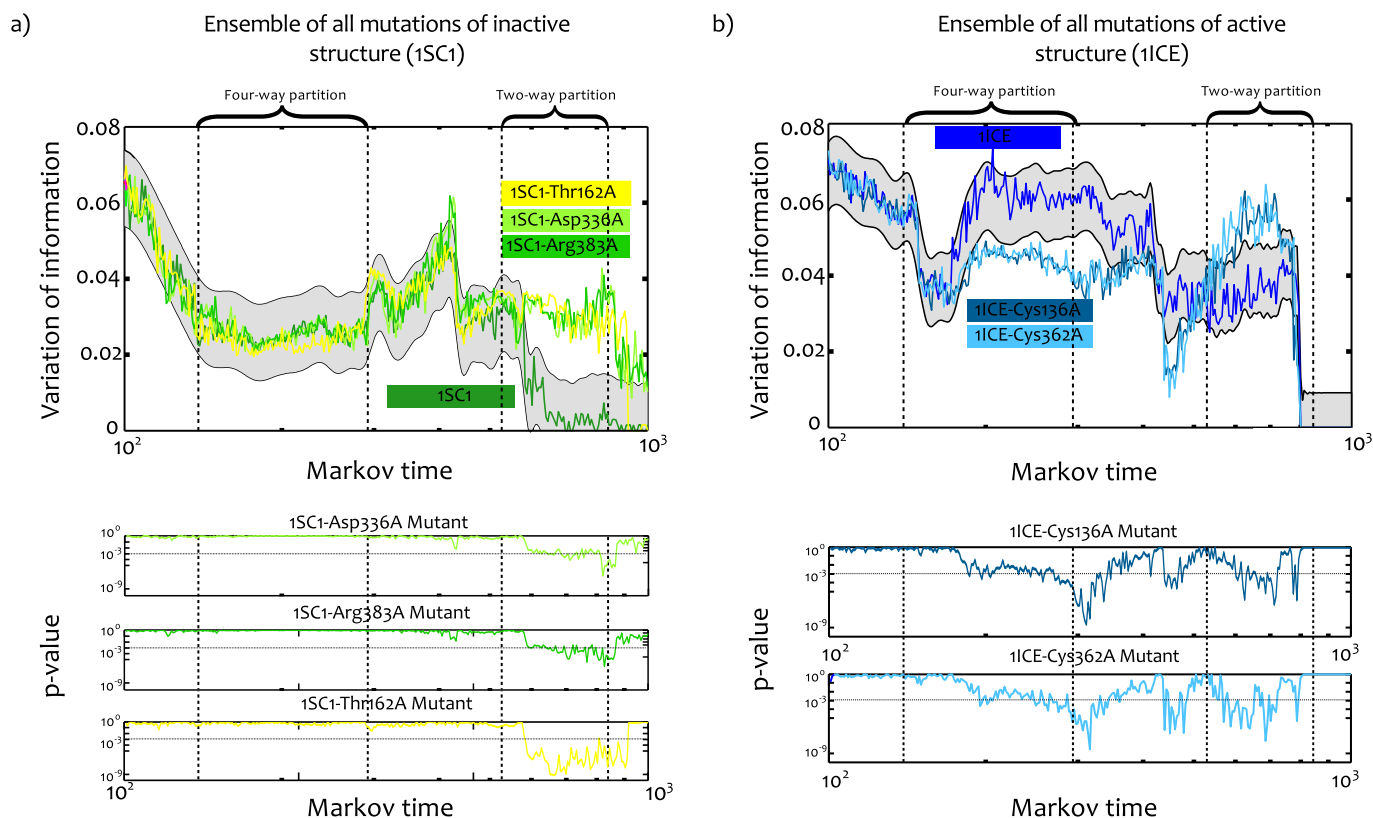 a)
Ensemble of all mutations of inactive
structure (1SC1)
Four-way partition
Two-way partition
0.08
0.06
0.04
0.02
0
Variation of information
1SC1-Thr162A
1SC1-Asp336A
1SC1-Arg383A
1SC1
10²
10³
Markov time
1SC1-Asp336A Mutant
10⁰
10⁻³
10⁻⁹
1SC1-Arg383A Mutant
10⁰
10⁻³
10⁻⁹
1SC1-Thr162A Mutant
10⁰
10⁻³
10⁻⁹
p-value
10²
10³
Markov time
b)
Ensemble of all mutations of active
structure (1ICE)
Four-way partition
Two-way partition
0.08
0.06
0.04
0.02
0
Variation of information
1ICE
1ICE-Cys136A
1ICE-Cys362A
10²
10³
Markov time
1ICE-Cys136A Mutant
10⁰
10⁻³
10⁻⁹
10²
10³
1ICE-Cys362A Mutant
10⁰
10⁻³
10⁻⁹
p-value
10²
10³
Markov time